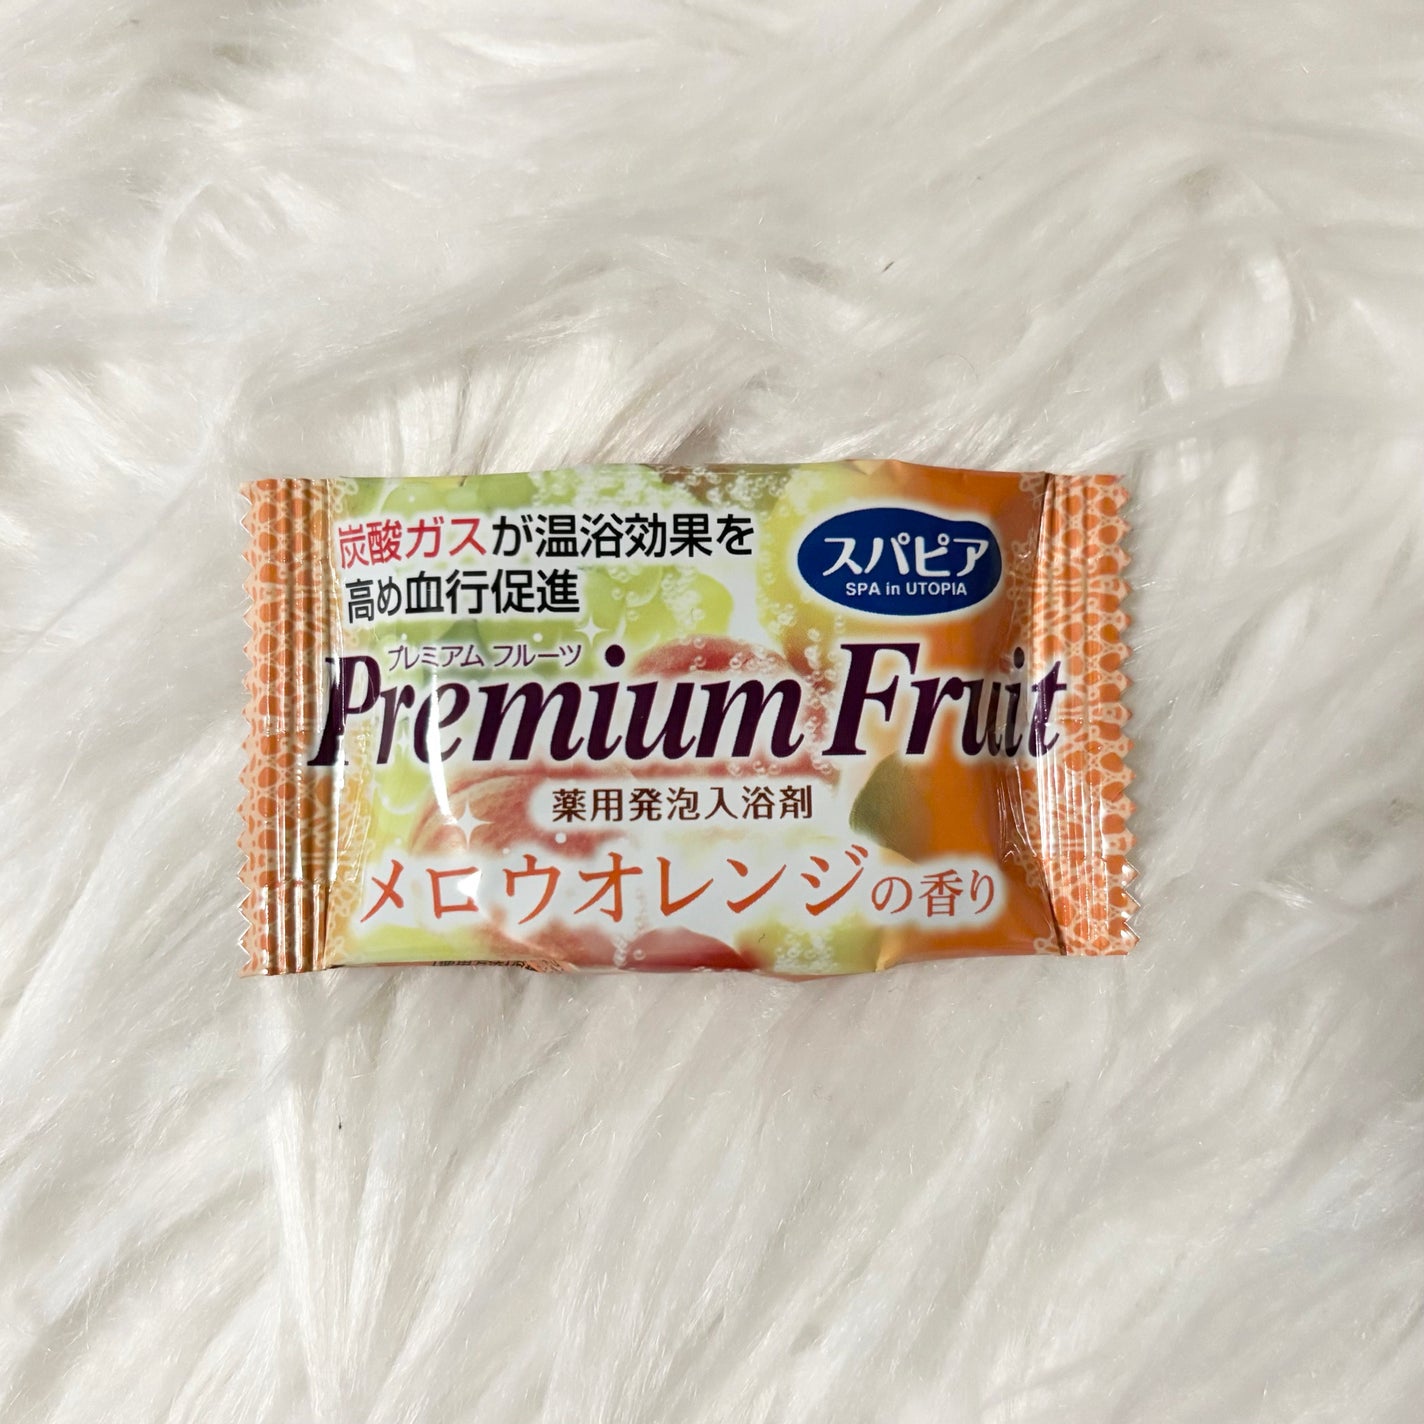 炭酸ガスが温浴効果を
高め血行促進
スパピア
SPA in UTOPIA
プレミアム フルーツ
Premium Fruit
薬用発泡入浴剤
メロウオレンジの香り